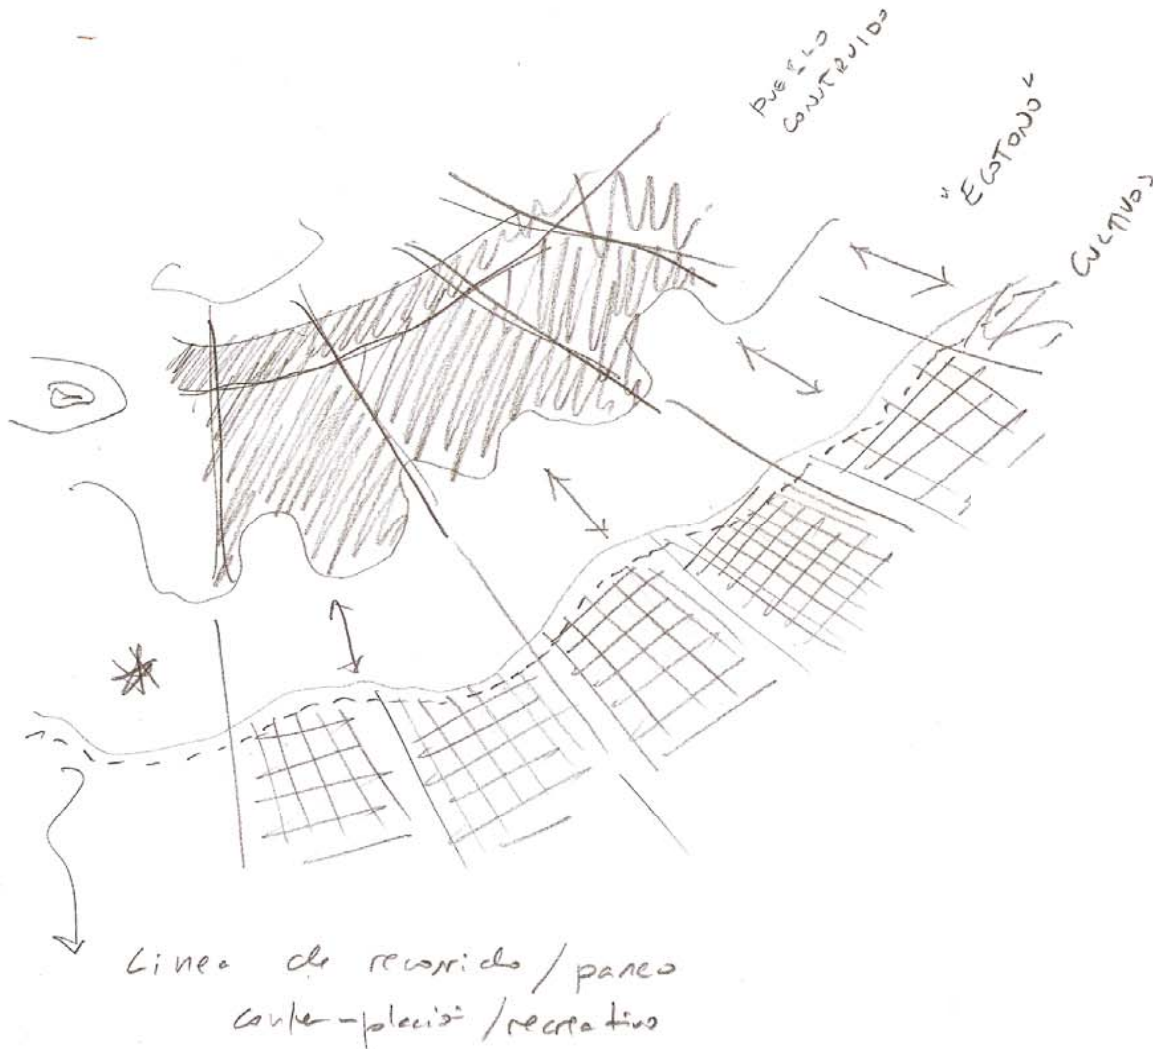 PUEBLO
CONSTRUIDO
"ECOTONO"
CULTIVOS
Linea de recorrido / paseo
contemplació / recreativo